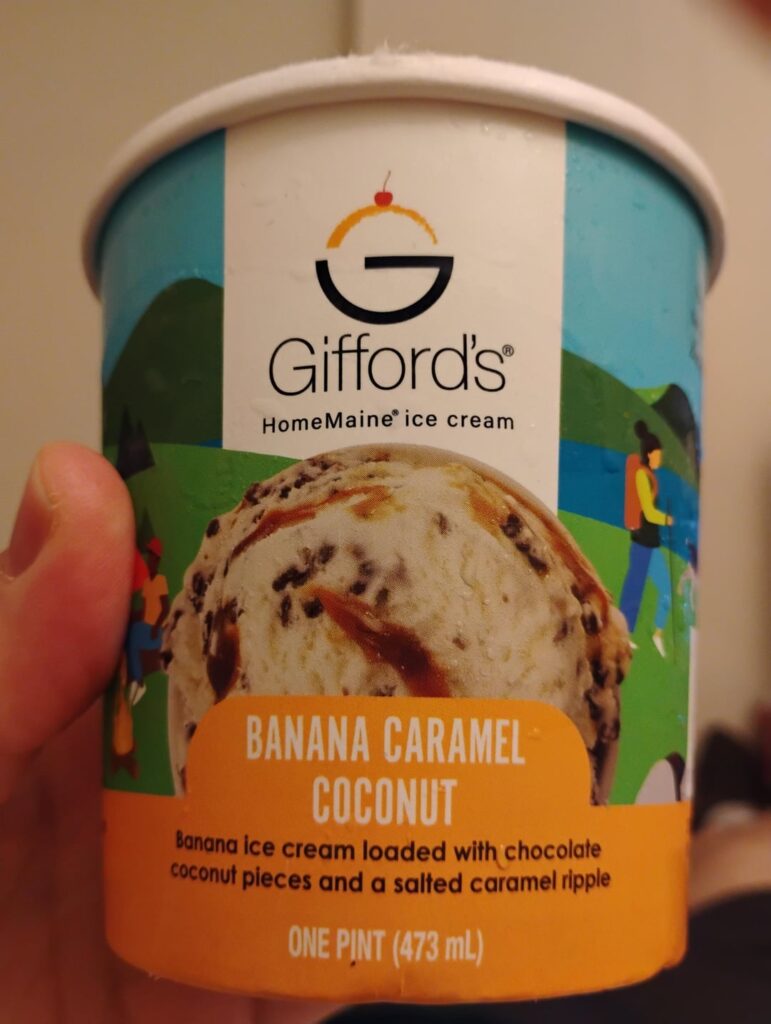 G
Gifford's®
HomeMaine® ice cream
BANANA CARAMEL
COCONUT
Banana ice cream loaded with chocolate
coconut pieces and a salted caramel ripple
ONE PINT (473 mL)